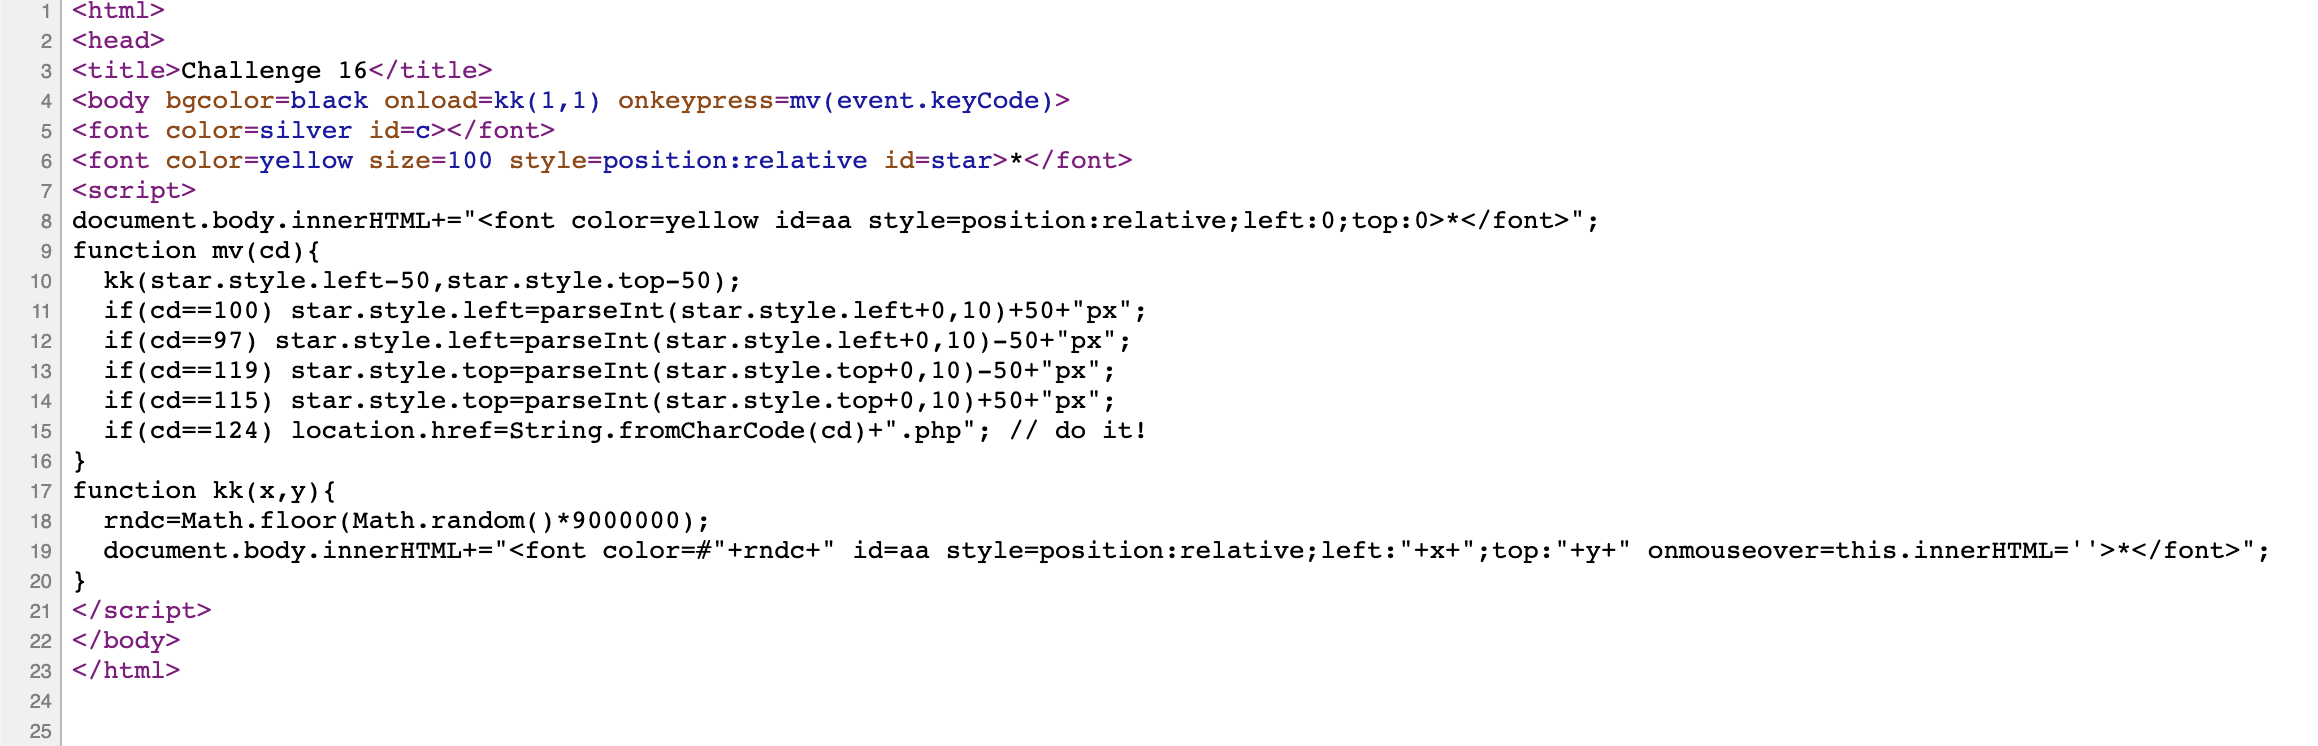 1 <html>
2 <head>
3 <title>Challenge 16</title>
4 <body bgcolor=black onload=kk(1,1) onkeypress=mv(event.keyCode)>
5 <font color=silver id=c></font>
6 <font color=yellow size=100 style=position:relative id=star>*</font>
7 <script>
8 document.body.innerHTML+="<font color=yellow id=aa style=position:relative;left:0;top:0>*</font>";
9 function mv(cd){
10   kk(star.style.left-50,star.style.top-50);
11   if(cd==100) star.style.left=parseInt(star.style.left+0,10)+50+"px";
12   if(cd==97) star.style.left=parseInt(star.style.left+0,10)-50+"px";
13   if(cd==119) star.style.top=parseInt(star.style.top+0,10)-50+"px";
14   if(cd==115) star.style.top=parseInt(star.style.top+0,10)+50+"px";
15   if(cd==124) location.href=String.fromCharCode(cd)+".php"; // do it!
16 }
17 function kk(x,y){
18   rndc=Math.floor(Math.random()*9000000);
19   document.body.innerHTML+="<font color=#"+rndc+" id=aa style=position:relative;left:"+x+";top:"+y+" onmouseover=this.innerHTML=''>*</font>";
20 }
21 </script>
22 </body>
23 </html>
24
25